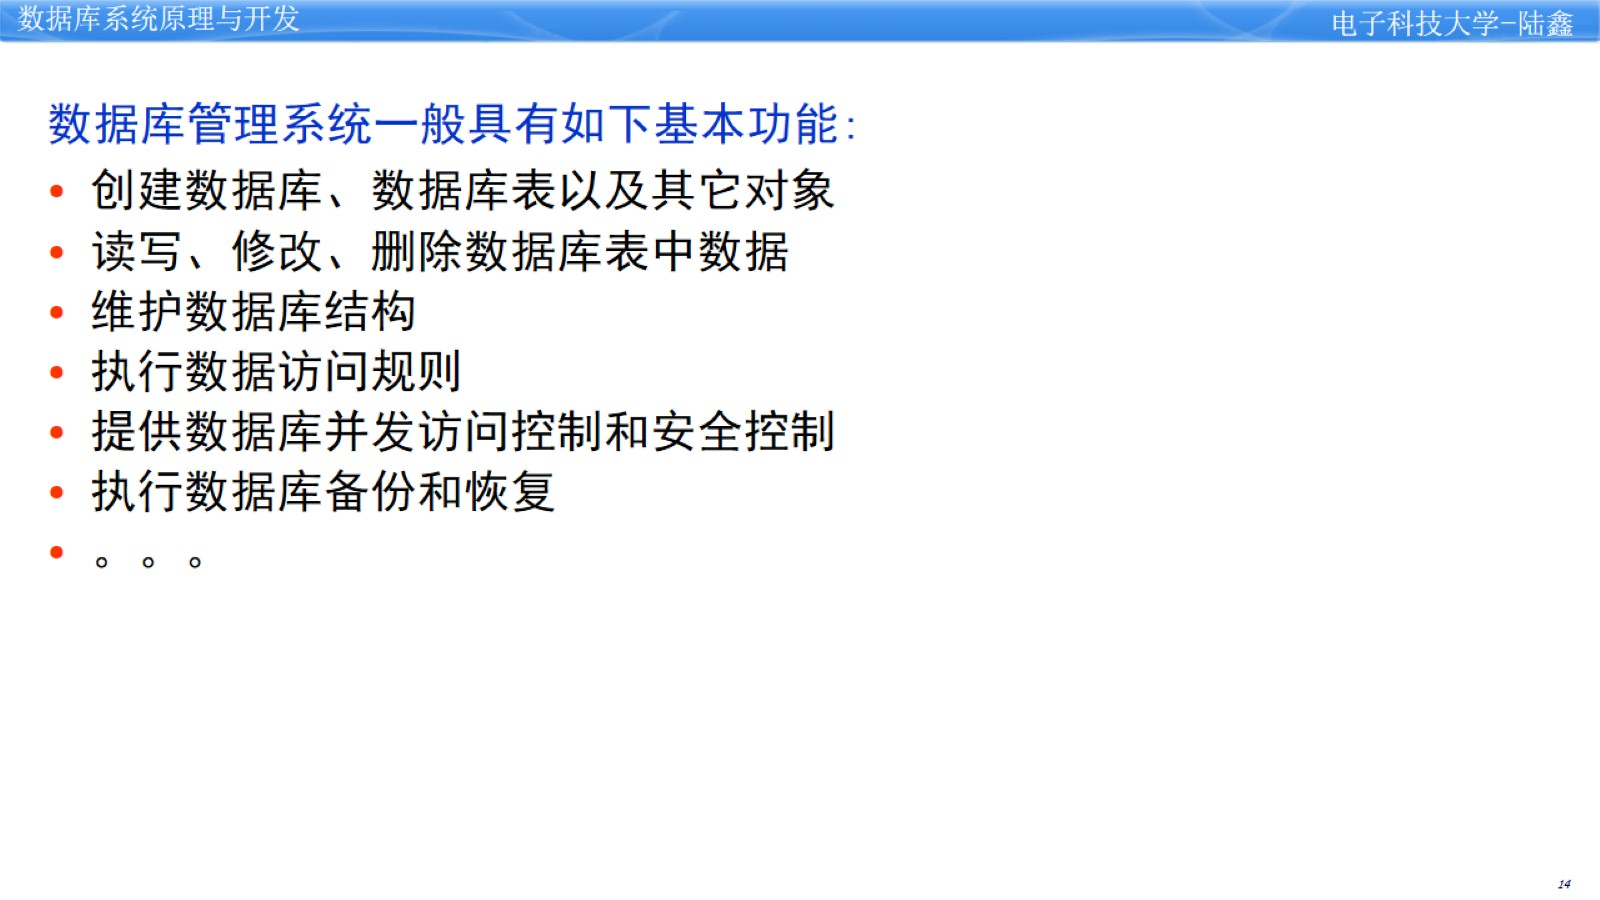 数据库系统原理与开发
电子科技大学-陆鑫
数据库管理系统一般具有如下基本功能：
• 创建数据库、数据库表以及其它对象
• 读写、修改、删除数据库表中数据
• 维护数据库结构
• 执行数据访问规则
• 提供数据库并发访问控制和安全控制
• 执行数据库备份和恢复
• 。。。
14